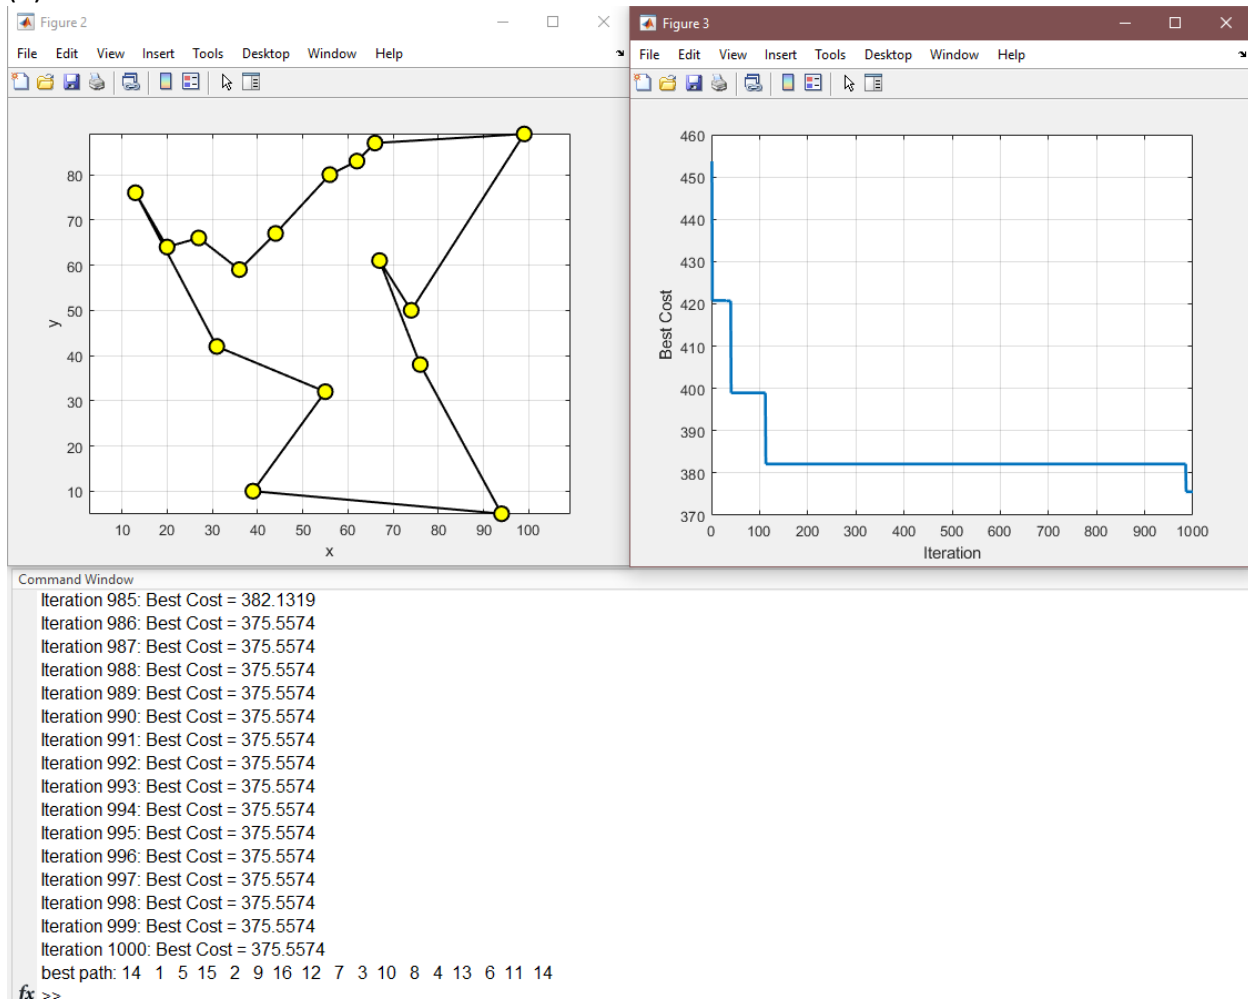 Figure 2
File Edit View Insert Tools Desktop Window Help
80
70
60
50
40
30
20
10
y
10 20 30 40 50 60 70 80 90 100
x
Figure 3
File Edit View Insert Tools Desktop Window Help
460
450
440
430
420
410
400
390
380
370
Best Cost
0 100 200 300 400 500 600 700 800 900 1000
Iteration
Command Window
Iteration 985: Best Cost = 382.1319
Iteration 986: Best Cost = 375.5574
Iteration 987: Best Cost = 375.5574
Iteration 988: Best Cost = 375.5574
Iteration 989: Best Cost = 375.5574
Iteration 990: Best Cost = 375.5574
Iteration 991: Best Cost = 375.5574
Iteration 992: Best Cost = 375.5574
Iteration 993: Best Cost = 375.5574
Iteration 994: Best Cost = 375.5574
Iteration 995: Best Cost = 375.5574
Iteration 996: Best Cost = 375.5574
Iteration 997: Best Cost = 375.5574
Iteration 998: Best Cost = 375.5574
Iteration 999: Best Cost = 375.5574
Iteration 1000: Best Cost = 375.5574
best path: 14 1 5 15 2 9 16 12 7 3 10 8 4 13 6 11 14
fx >>